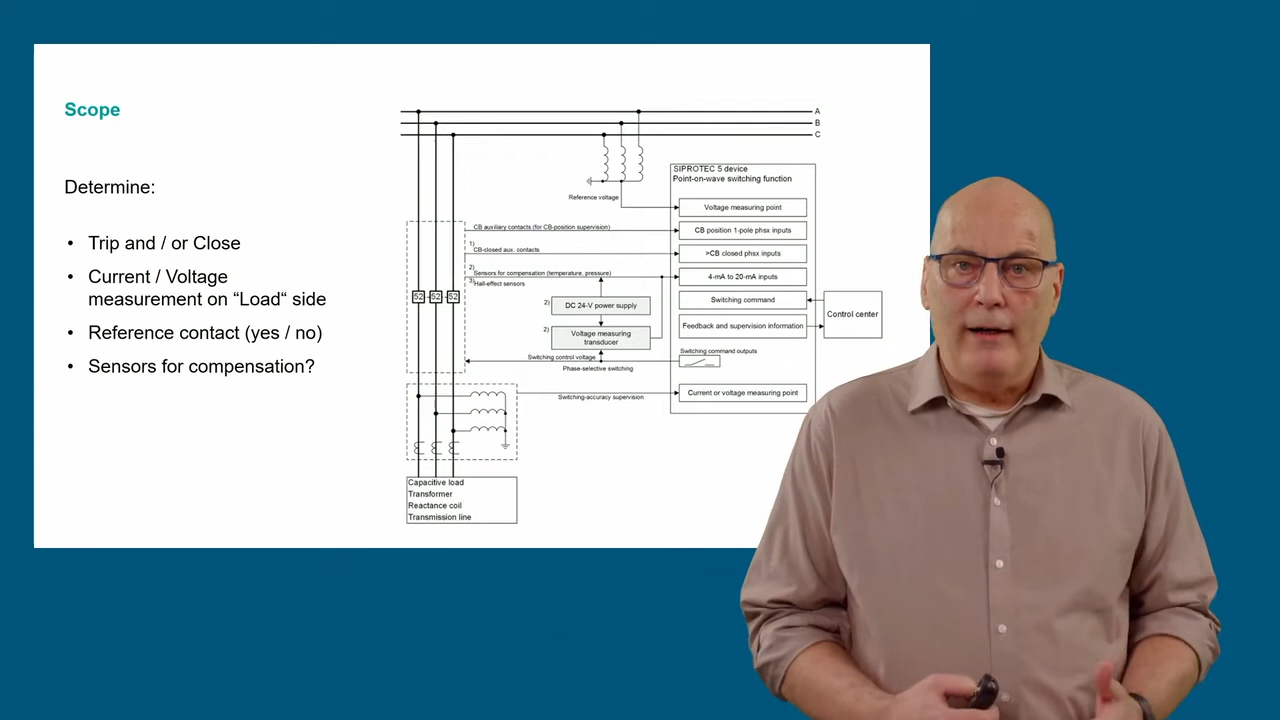 Scope
Determine:
• Trip and / or Close
• Current / Voltage
measurement on “Load“ side
• Reference contact (yes / no)
• Sensors for compensation?
A
B
C
SIPROTEC 5 device
Point-on-wave switching function
Reference voltage
Voltage measuring point
CB auxiliary contacts (for CB-position supervision)
CB position 1-pole phsx inputs
1)
CB-closed aux. contacts
>CB closed phsx inputs
2)
Sensors for compensation (temperature, pressure)
3)
Hall-effect sensors
4-mA to 20-mA inputs
52 52 52
2)
DC 24-V power supply
Switching command
Control center
2)
Voltage measuring
transducer
Feedback and supervision information
Switching control voltage
Switching command outputs
Phase-selective switching
Switching-accuracy supervision
Current or voltage measuring point
Capacitive load
Transformer
Reactance coil
Transmission line